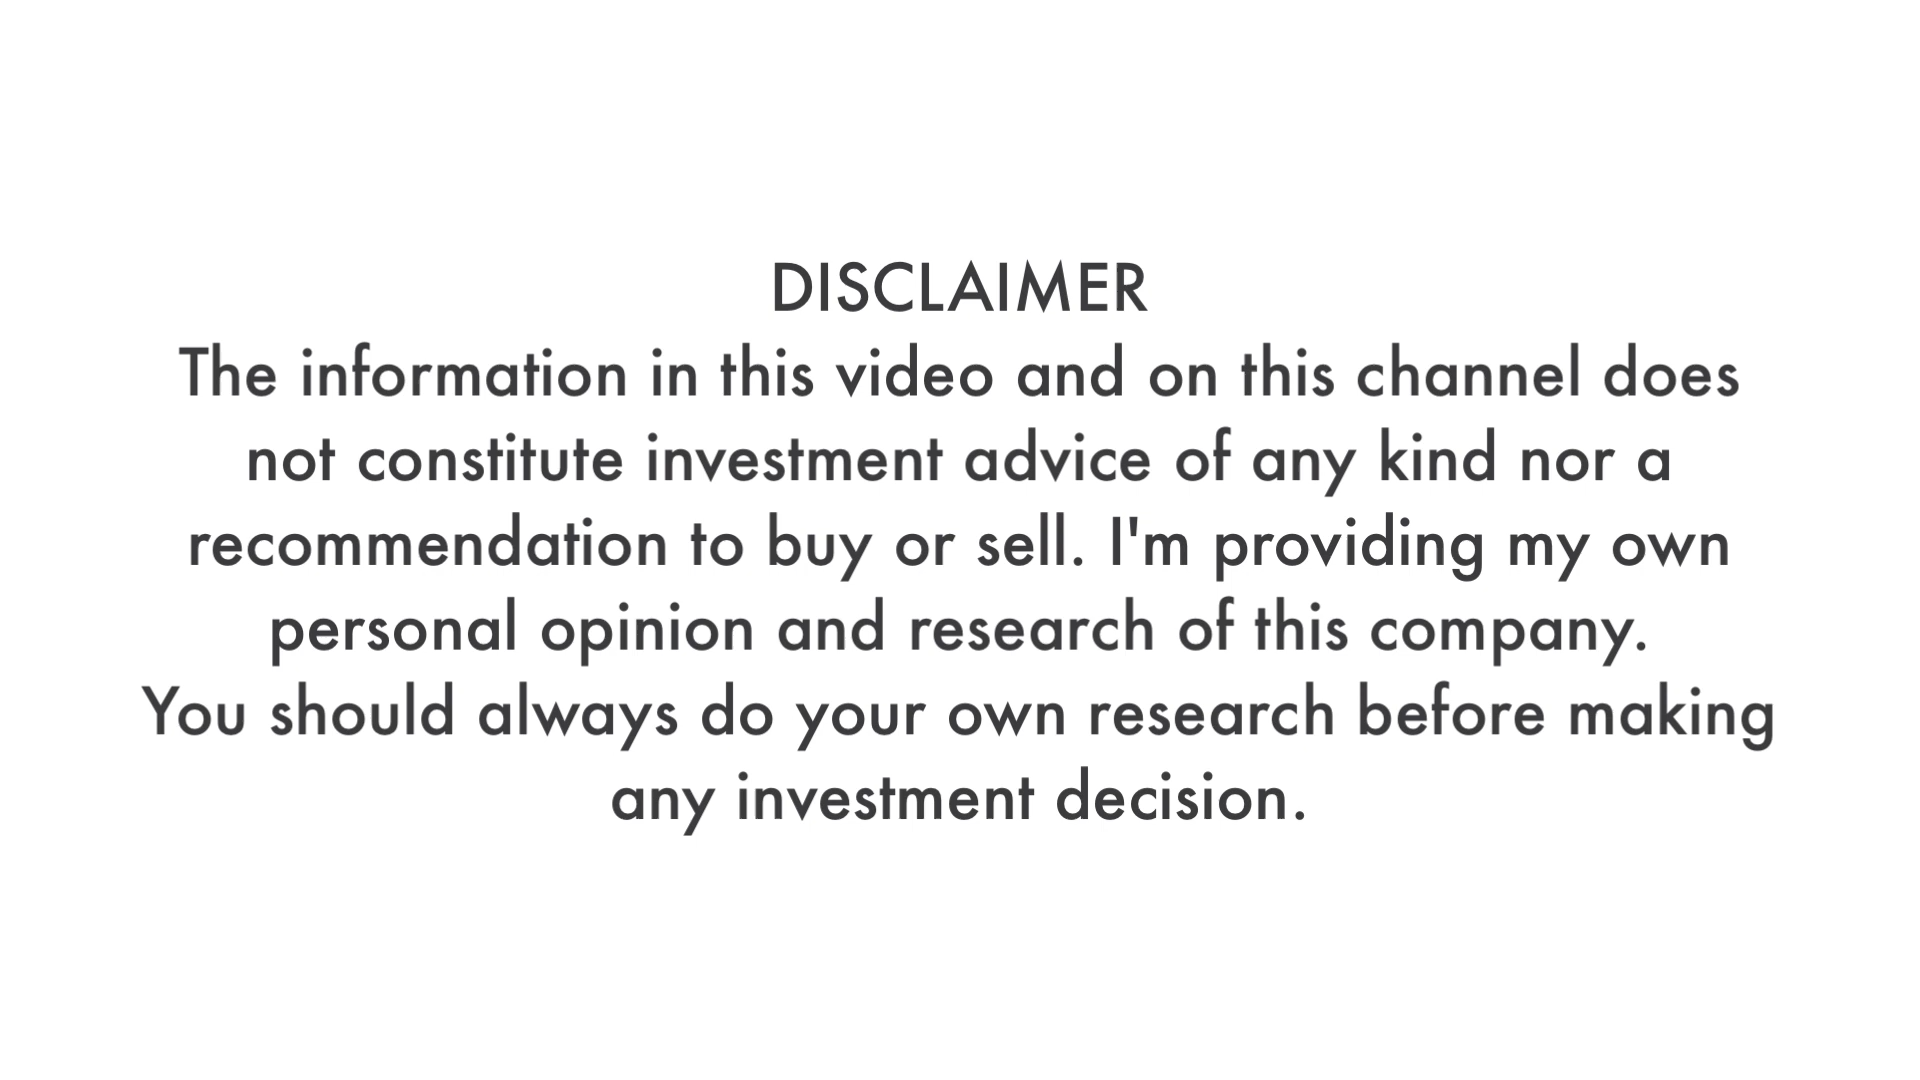 DISCLAIMER
The information in this video and on this channel does
not constitute investment advice of any kind nor a
recommendation to buy or sell. I'm providing my own
personal opinion and research of this company.
You should always do your own research before making
any investment decision.